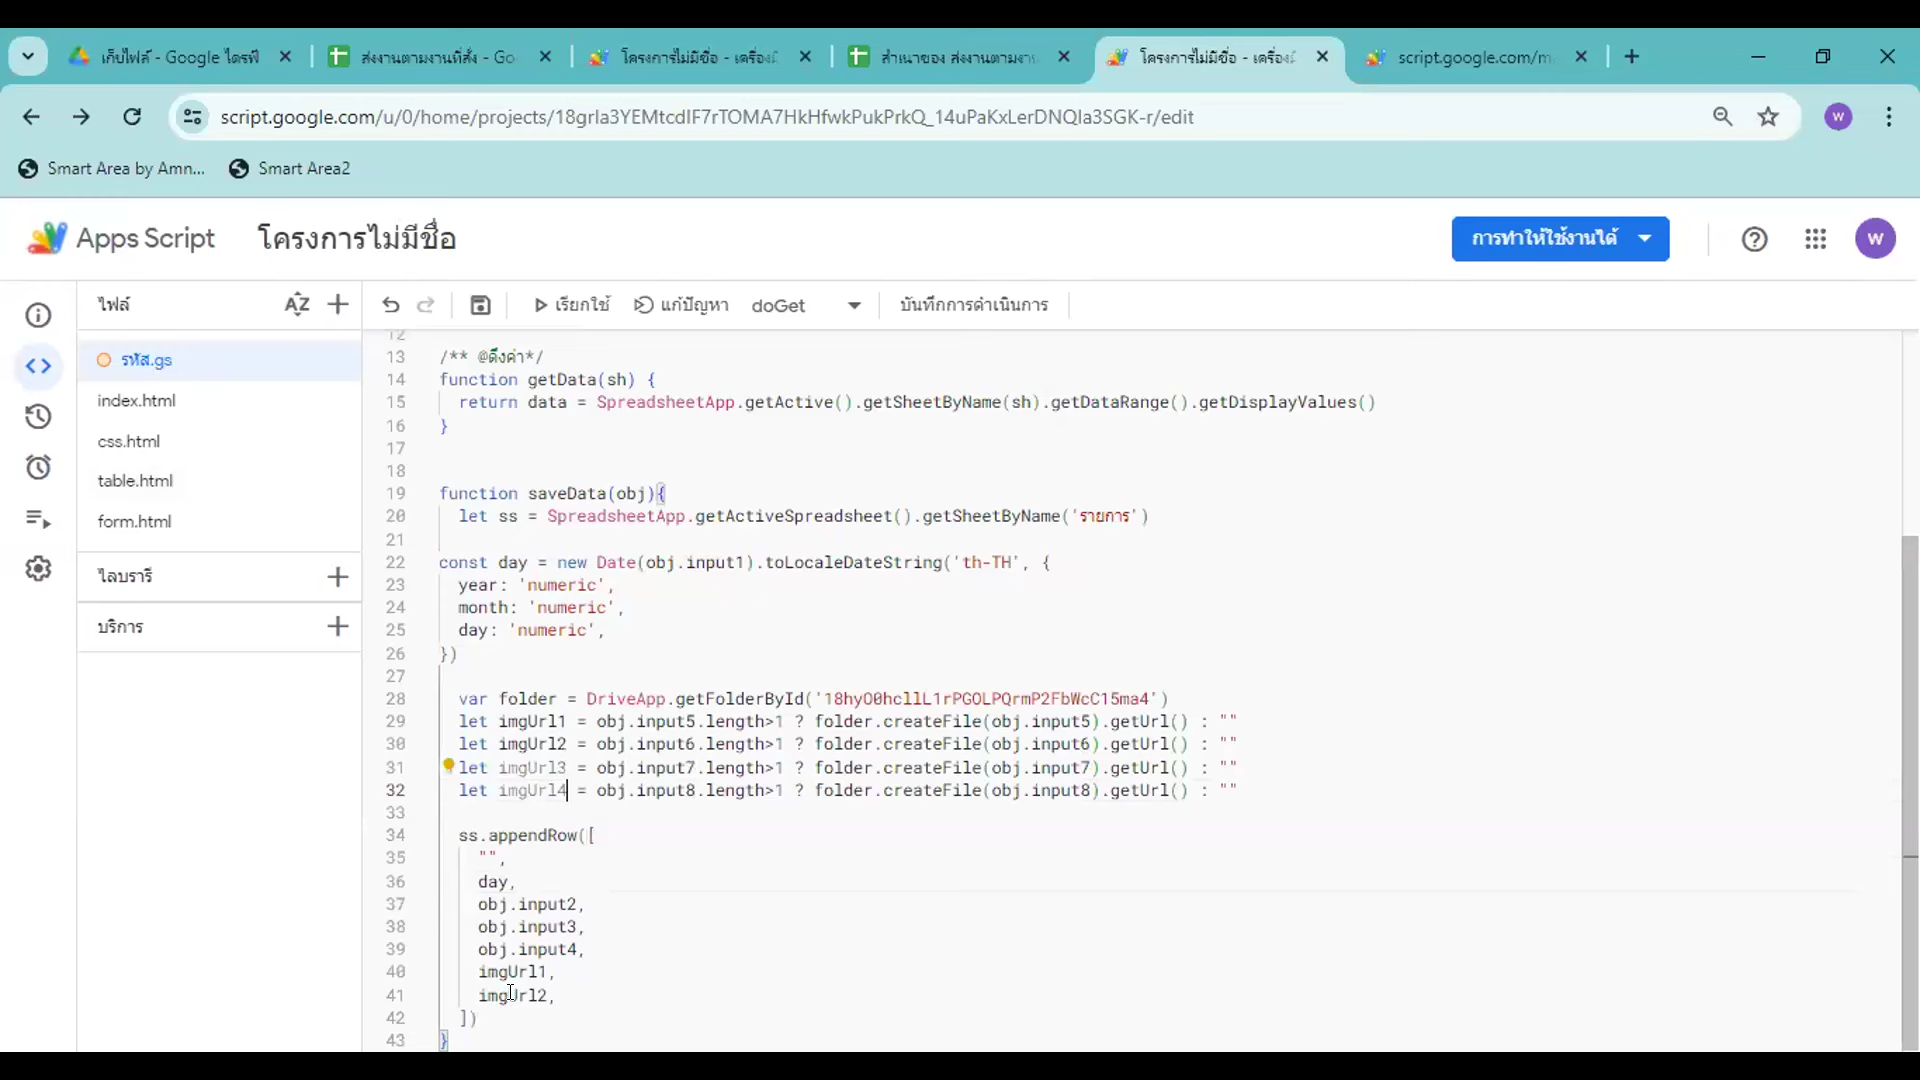 เก็บไฟล์ - Google ไดรฟ์
ส่งงานตามงานที่สั่ง - Go
โครงการไม่มีชื่อ - เครื่องมื
สำเนาของ ส่งงานตามงา
โครงการไม่มีชื่อ - เครื่องมื
script.google.com/m
script.google.com/u/0/home/projects/18grIa3YEMtcdIF7rTOMA7HkHfwkPukPrkQ_14uPaKxLerDNQIa3SGK-r/edit
W
Smart Area by Amn...
Smart Area2
Apps Script
โครงการไม่มีชื่อ
การทำให้ใช้งานได้
W
ไฟล์
AZ
เรียกใช้
แก้ปัญหา
doGet
บันทึกการดำเนินการ
รหัส.gs
index.html
css.html
table.html
form.html
ไลบรารี
บริการ
12
13 /** @ดึงค่า*/
14 function getData(sh) {
15 return data = SpreadsheetApp.getActive().getSheetByName(sh).getDataRange().getDisplayValues()
16 }
17
18
19 function saveData(obj){
20 let ss = SpreadsheetApp.getActiveSpreadsheet().getSheetByName('รายการ')
21
22 const day = new Date(obj.input1).toLocaleDateString('th-TH', {
23 year: 'numeric',
24 month: 'numeric',
25 day: 'numeric',
26 })
27
28 var folder = DriveApp.getFolderById('18hyO0hcllL1rPGOLPQrmP2FbWcC15ma4')
29 let imgUrl1 = obj.input5.length>1 ? folder.createFile(obj.input5).getUrl() : ""
30 let imgUrl2 = obj.input6.length>1 ? folder.createFile(obj.input6).getUrl() : ""
31 let imgUrl3 = obj.input7.length>1 ? folder.createFile(obj.input7).getUrl() : ""
32 let imgUrl4 = obj.input8.length>1 ? folder.createFile(obj.input8).getUrl() : ""
33
34 ss.appendRow([
35 "",
36 day,
37 obj.input2,
38 obj.input3,
39 obj.input4,
40 imgUrl1,
41 imgUrl2,
42 ])
43 }